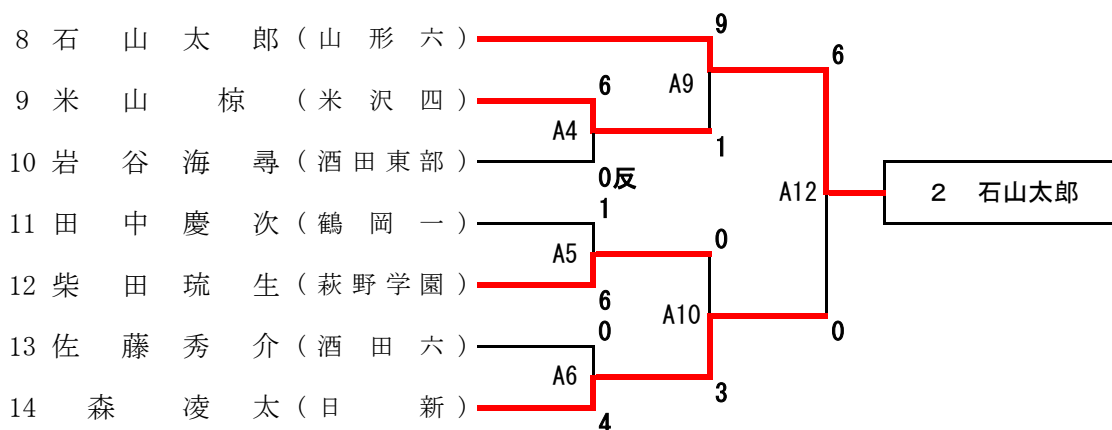 8 石山太郎 (山形六) 9
A9 6
9 米山 椋 (米沢四) 6
A4 1
10 岩谷海尋 (酒田東部) 0反
A12 2 石山太郎
11 田中慶次 (鶴岡一) 1
A5 0
12 柴田琉生 (萩野学園) 6
A10 0
13 佐藤秀介 (酒田六) 0
A6 3
14 森 凌太 (日新) 4